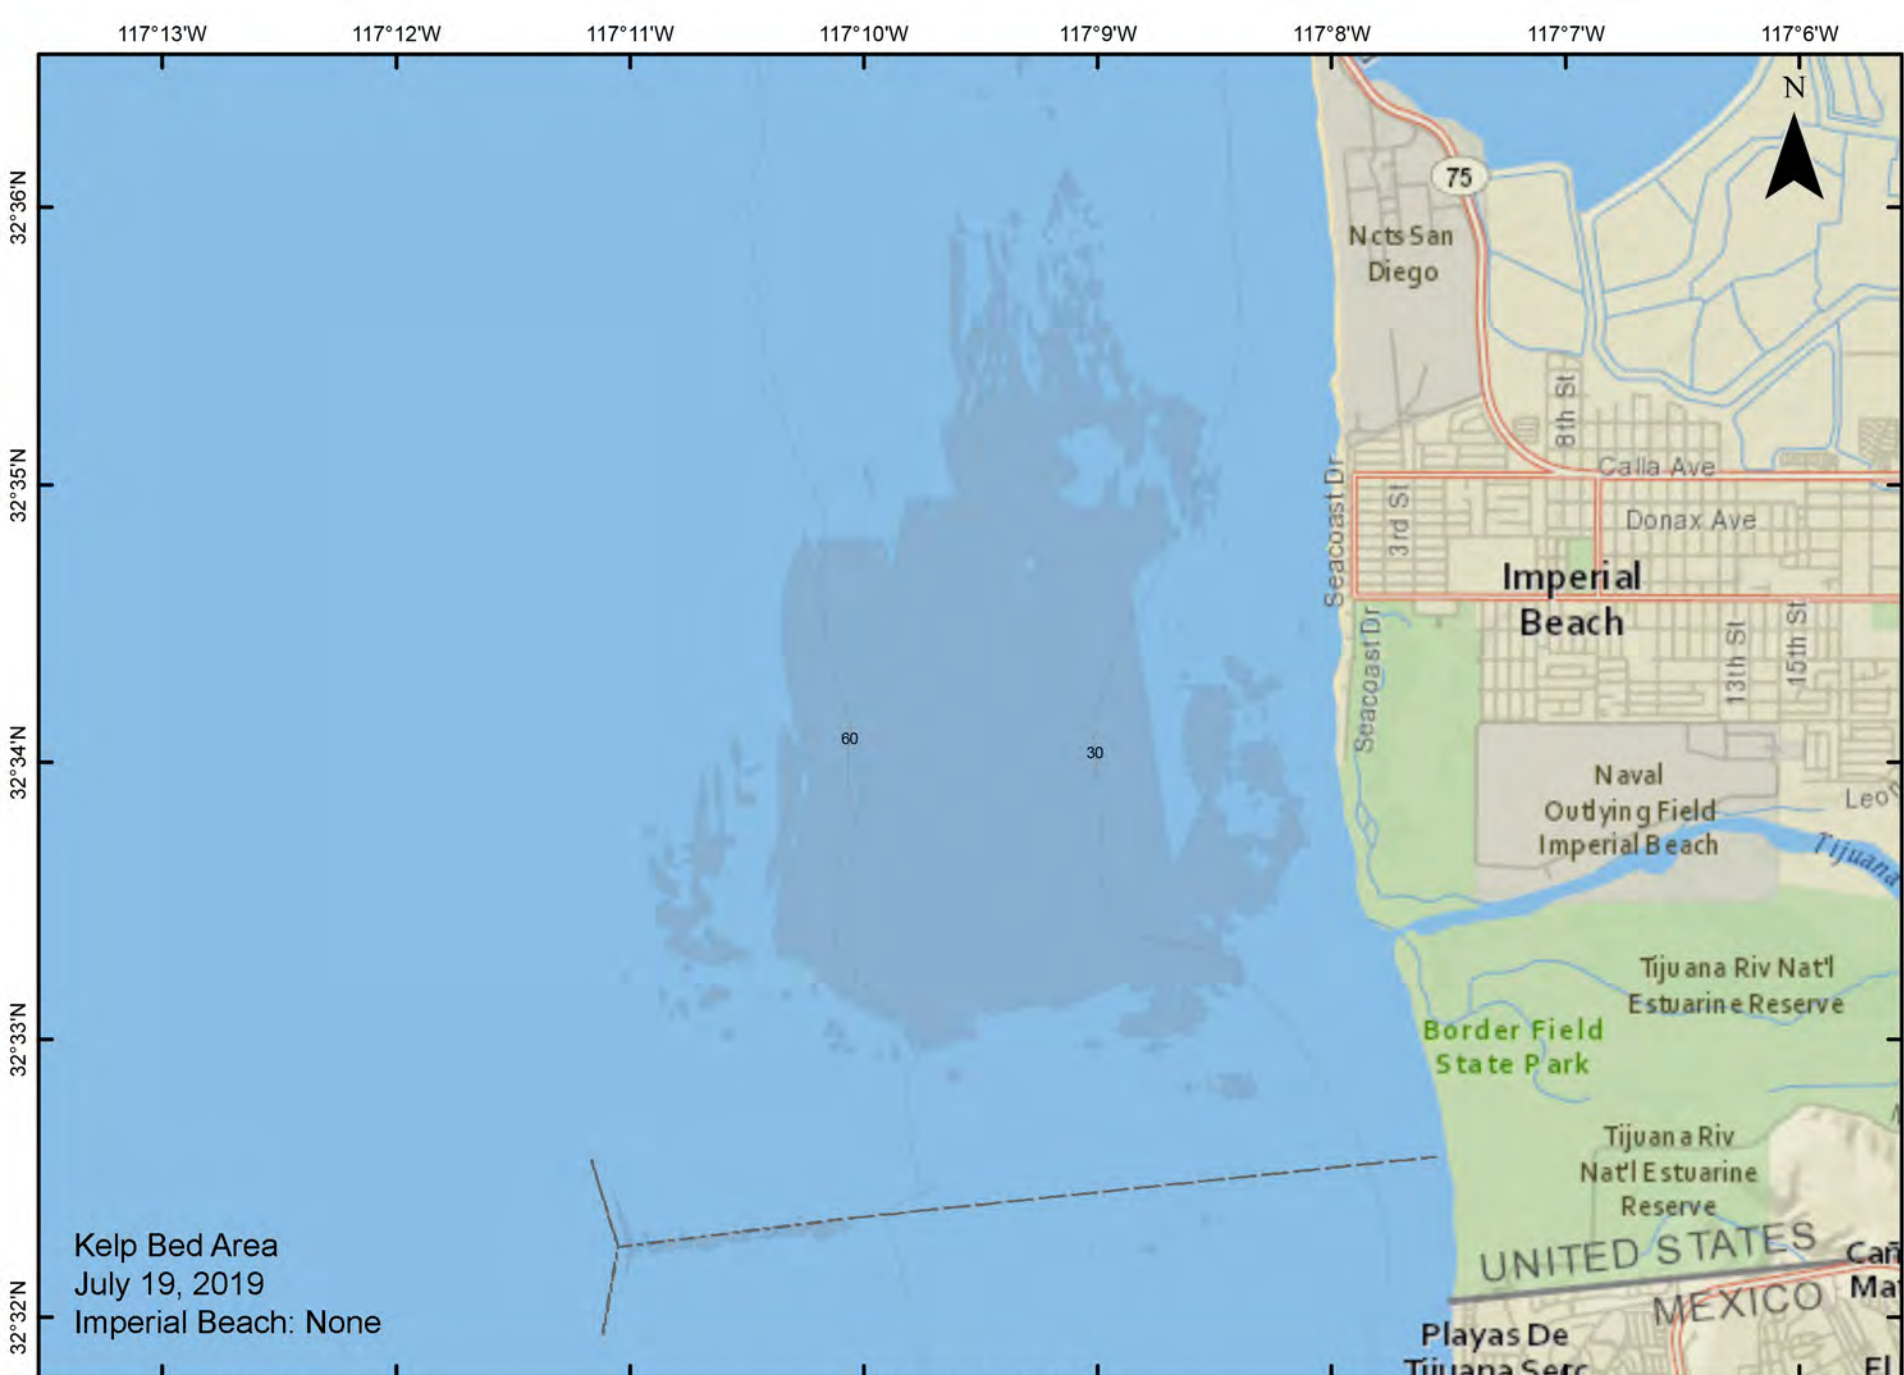 117°13'W 117°12'W 117°11'W 117°10'W 117°9'W 117°8'W 117°7'W 117°6'W
N
32°36'N
75
Ncts San
Diego
8th St
32°35'N
Calla Ave
Seacoast Dr
3rd St
Donax Ave
Imperial
Beach
Seacoast Dr
13th St
15th St
32°34'N
60
30
Naval
Outlying Field
Imperial Beach
Tijuana
Tijuana Riv Nat'l
Estuarine Reserve
32°33'N
Border Field
State Park
Tijuana Riv
Nat'l Estuarine
Reserve
Kelp Bed Area
July 19, 2019
Imperial Beach: None
UNITED STATES
MEXICO
32°32'N
Playas De
Tijuana Secc